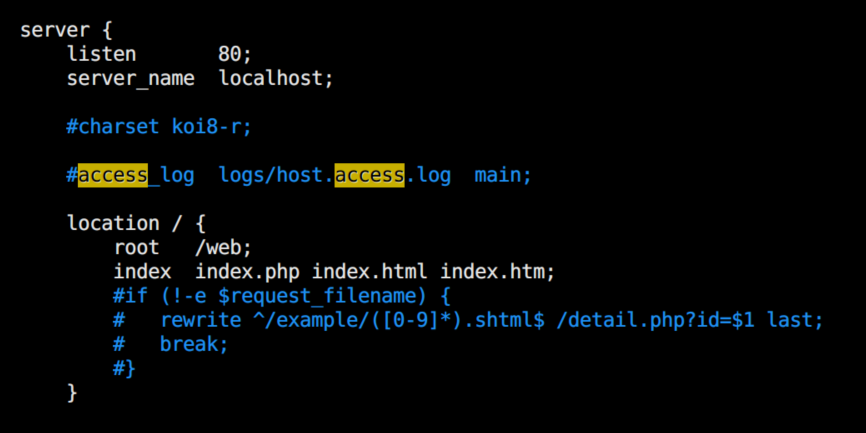 server {
    listen       80;
    server_name  localhost;
    #charset koi8-r;
    #access_log  logs/host.access.log  main;
    location / {
        root   /web;
        index  index.php index.html index.htm;
        #if (!-e $request_filename) {
        #   rewrite ^/example/([0-9]*).shtml$ /detail.php?id=$1 last;
        #   break;
        #}
    }